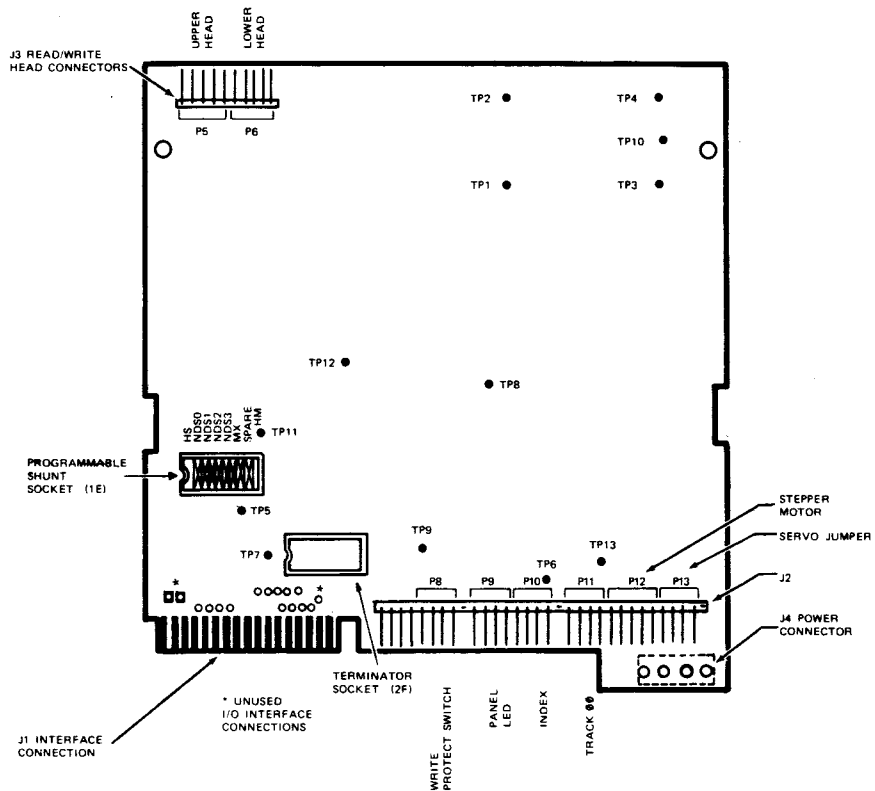 UPPER
HEAD
LOWER
HEAD
J3 READ/WRITE
HEAD CONNECTORS
P5
P6
TP2
TP4
TP10
TP1
TP3
TP12
TP8
HS
NDS0
NDS1
NDS2
NDS3
MX
SPARE
HM
TP11
PROGRAMMABLE
SHUNT
SOCKET (1E)
TP5
TP7
TP9
TP6
TP13
STEPPER
MOTOR
SERVO JUMPER
P8
P9
P10
P11
P12
P13
J2
J4 POWER
CONNECTOR
*
*
TERMINATOR
SOCKET (2F)
* UNUSED
I/O INTERFACE
CONNECTIONS
J1 INTERFACE
CONNECTION
WRITE
PROTECT SWITCH
PANEL
LED
INDEX
TRACK 00